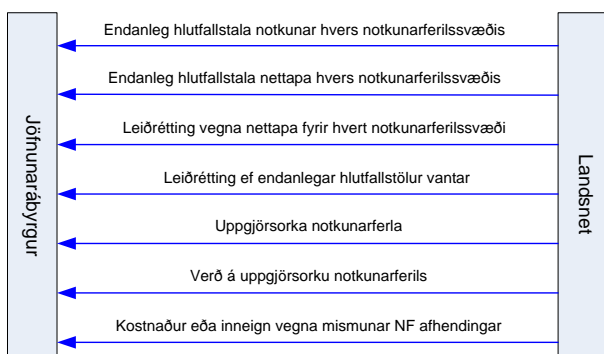 Endanleg hlutfallstala notkunar hvers notkunarferilssvæðis
Endanleg hlutfallstala nettapa hvers notkunarferilssvæðis
Leiðrétting vegna nettapa fyrir hvert notkunarferilssvæði
Leiðrétting ef endanlegar hlutfallstölur vantar
Uppgjörsorka notkunarferla
Verð á uppgjörsorku notkunarferils
Kostnaður eða inneign vegna mismunar NF afhendingar
Jöfnunarábyrgur
Landsnet